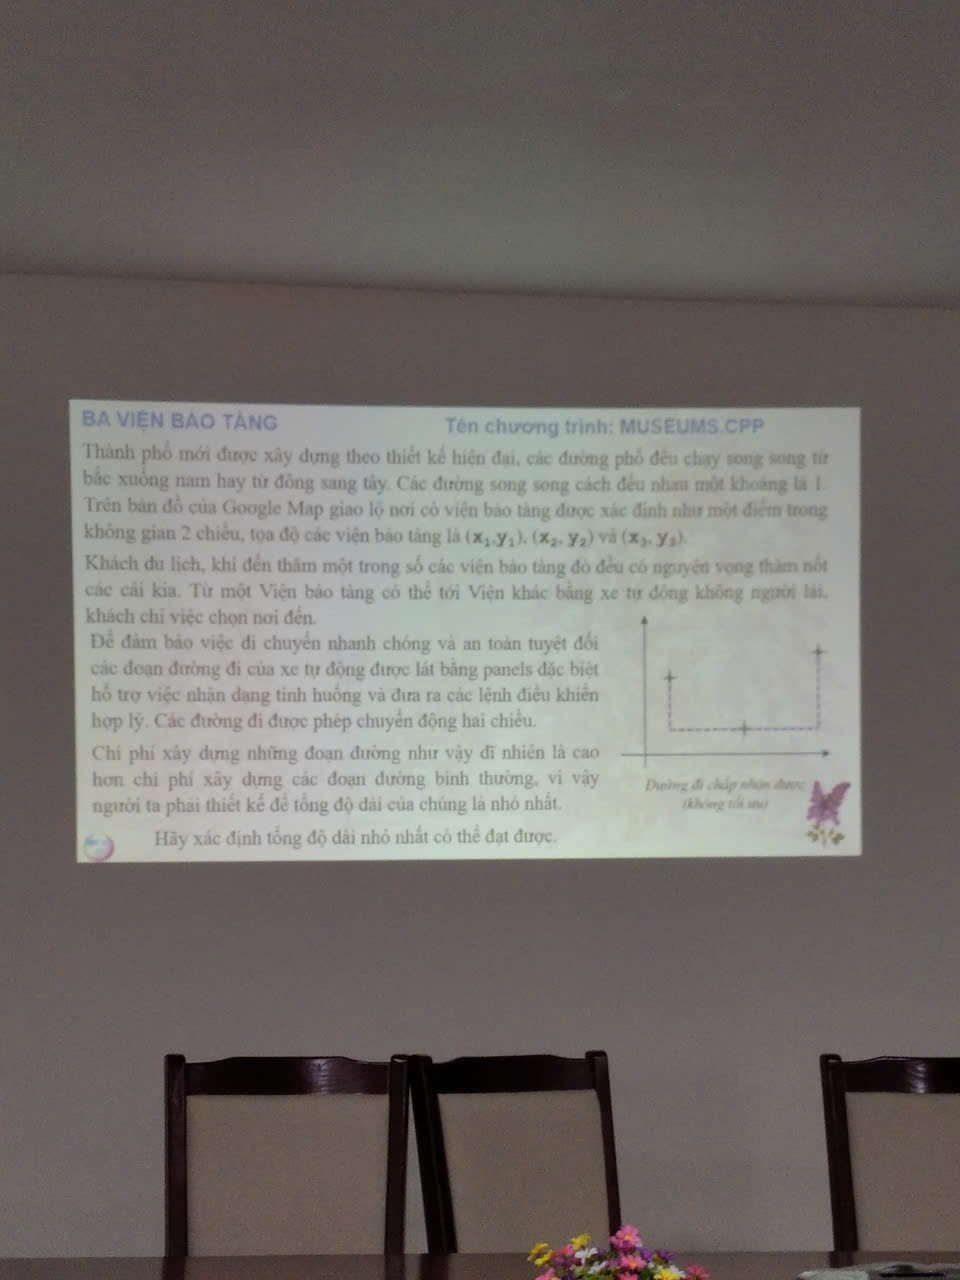 BA VIỆN BẢO TÀNG
Tên chương trình: MUSEUMS.CPP
Thành phố mới được xây dựng theo thiết kế hiện đại, các đường phố đều chạy song song từ
bắc xuống nam hay từ đông sang tây. Các đường song song cách đều nhau một khoảng là 1.
Trên bản đồ của Google Map giao lộ nơi có viện bảo tàng được xác định như một điểm trong
không gian 2 chiều, tọa độ các viện bảo tàng là (x₁,y₁), (x₂, y₂) và (x₃, y₃).
Khách du lịch, khi đến thăm một trong số các viện bảo tàng đó đều có nguyện vọng thăm nốt
các cái kia. Từ một Viện bảo tàng có thể tới Viện khác bằng xe tự động không người lái,
khách chỉ việc chọn nơi đến.
Để đảm bảo việc di chuyển nhanh chóng và an toàn tuyệt đối
các đoạn đường đi của xe tự động được lát bằng panels đặc biệt
hỗ trợ việc nhận dạng tình huống và đưa ra các lệnh điều khiển
hợp lý. Các đường đi được phép chuyển động hai chiều.
Chi phí xây dựng những đoạn đường như vậy dĩ nhiên là cao
hơn chi phí xây dựng các đoạn đường bình thường, vì vậy
người ta phải thiết kế để tổng độ dài của chúng là nhỏ nhất.
Hãy xác định tổng độ dài nhỏ nhất có thể đạt được.
Đường đi chấp nhận được
(không tối ưu)